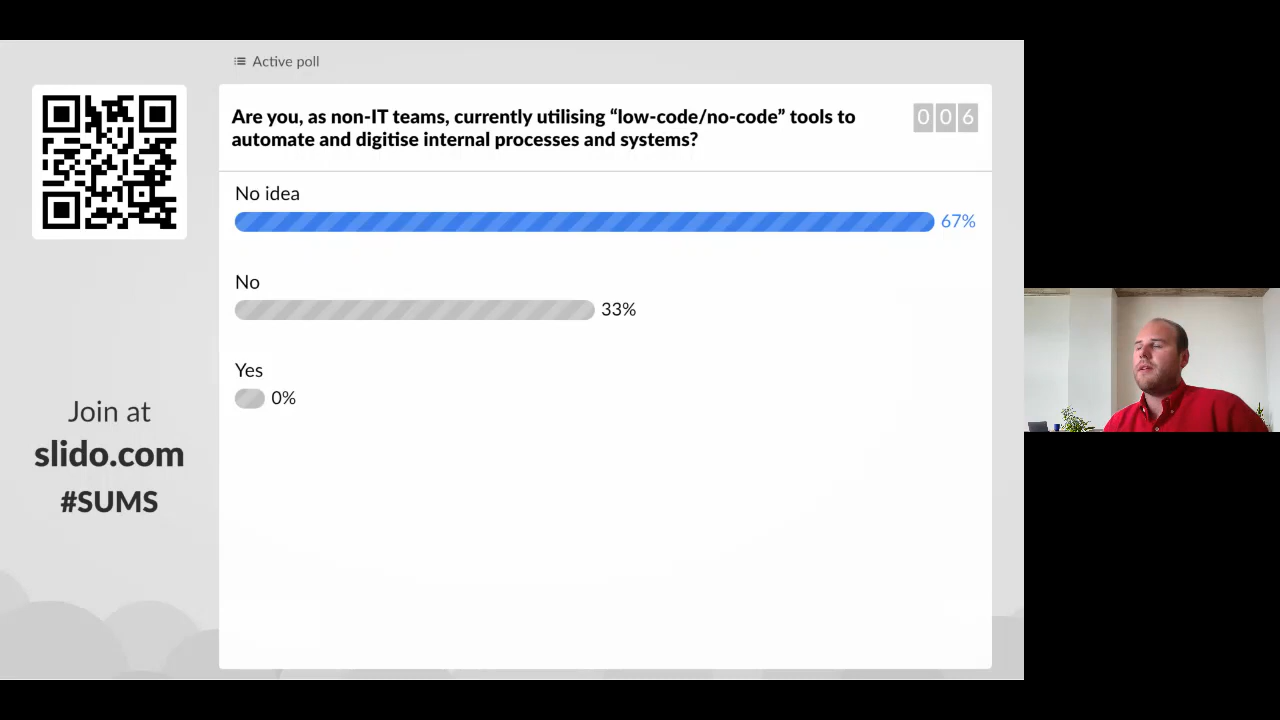 Active poll
Are you, as non-IT teams, currently utilising “low-code/no-code” tools to
automate and digitise internal processes and systems?
006
No idea
67%
No
33%
Yes
0%
Join at
slido.com
#SUMS